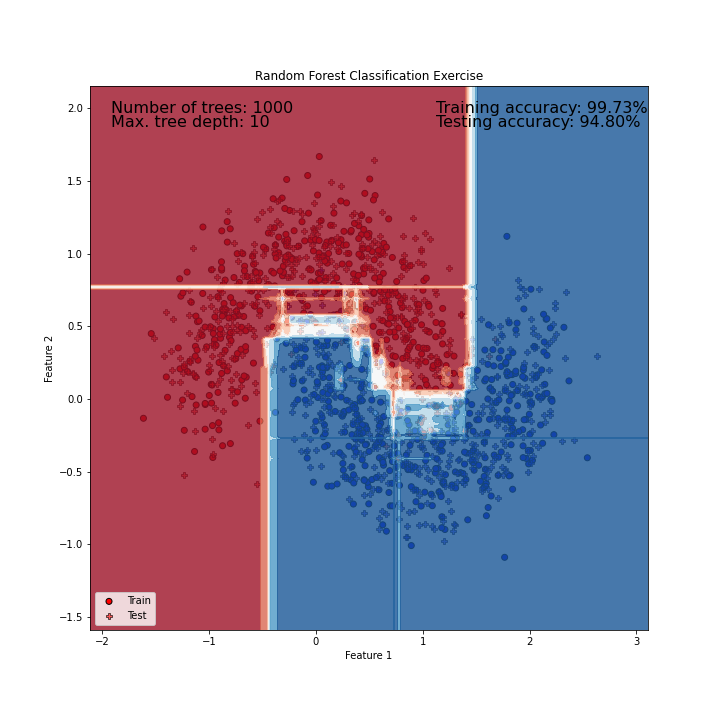 Random Forest Classification Exercise
Number of trees: 1000
Max. tree depth: 10
Training accuracy: 99.73%
Testing accuracy: 94.80%
2.0
1.5
1.0
0.5
0.0
−0.5
−1.0
−1.5
Feature 2
Train
Test
−2
−1
0
1
2
3
Feature 1